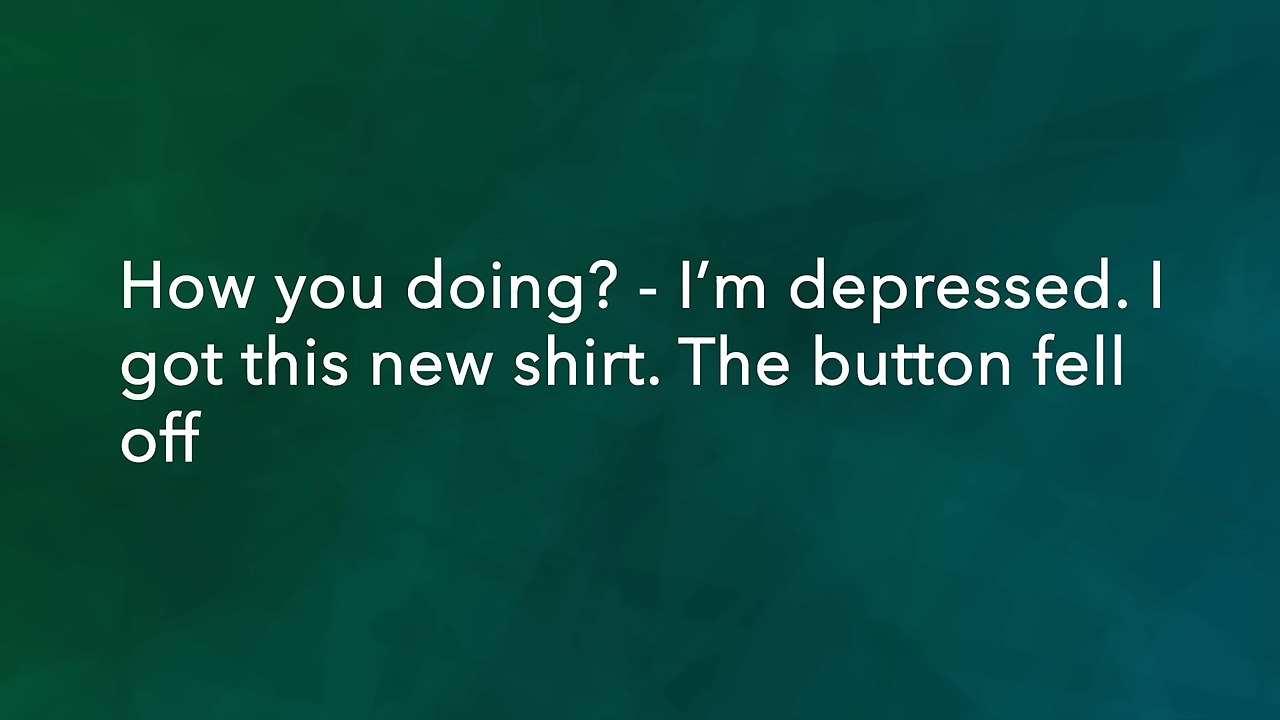 How you doing? - I’m depressed. I
got this new shirt. The button fell
off